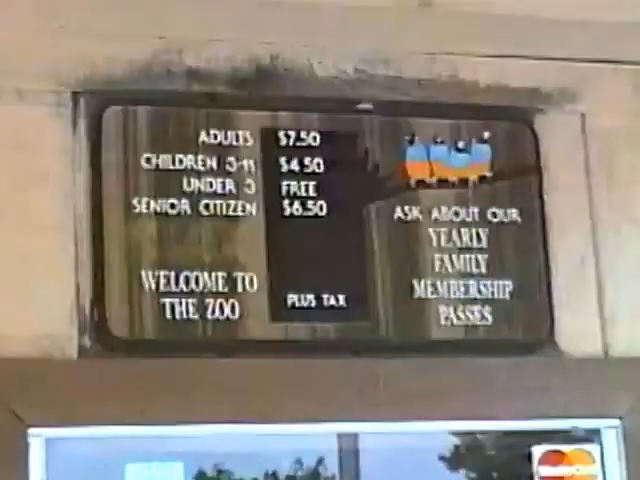 ADULTS $7.50
CHILDREN 3-11 $4.50
UNDER 3 FREE
SENIOR CITIZEN $6.50
PLUS TAX
WELCOME TO
THE ZOO
ASK ABOUT OUR
YEARLY
FAMILY
MEMBERSHIP
PASSES